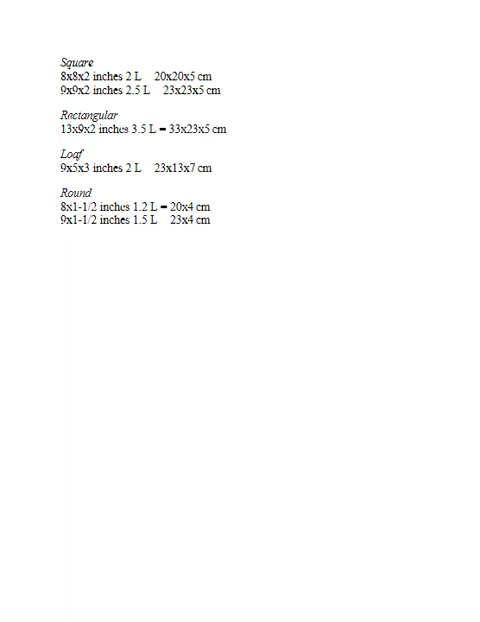 Square
8x8x2 inches 2 L 20x20x5 cm
9x9x2 inches 2.5 L 23x23x5 cm
Rectangular
13x9x2 inches 3.5 L = 33x23x5 cm
Loaf
9x5x3 inches 2 L 23x13x7 cm
Round
8x1-1/2 inches 1.2 L = 20x4 cm
9x1-1/2 inches 1.5 L 23x4 cm